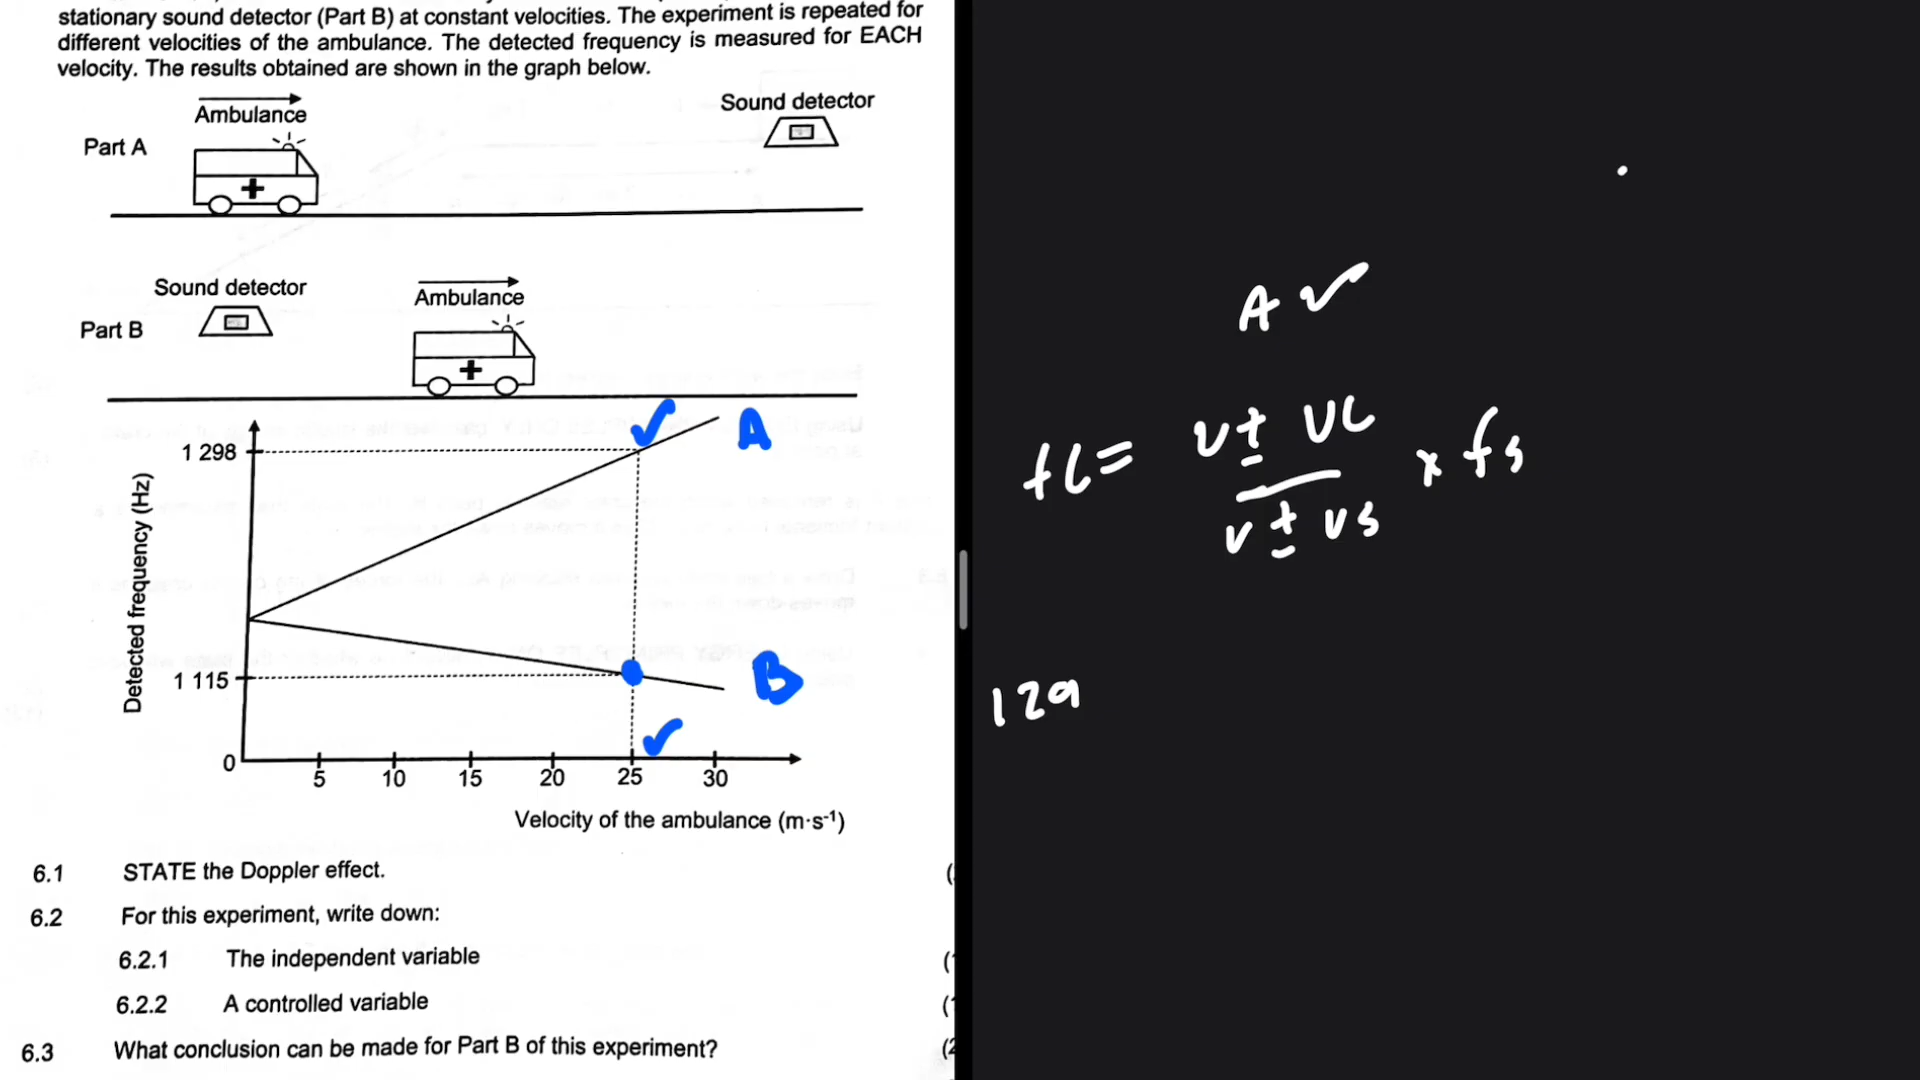 stationary sound detector (Part B) at constant velocities. The experiment is repeated for
different velocities of the ambulance. The detected frequency is measured for EACH
velocity. The results obtained are shown in the graph below.
Ambulance
Sound detector
Part A
Sound detector
Ambulance
Part B
A
1 298
Detected frequency (Hz)
1 115
B
0
5 10 15 20 25 30
Velocity of the ambulance (m·s⁻¹)
6.1 STATE the Doppler effect.
6.2 For this experiment, write down:
6.2.1 The independent variable
(1
6.2.2 A controlled variable
(1
6.3 What conclusion can be made for Part B of this experiment?
(2
A ✓
fL = v ± vL / v ± vs × fs
129